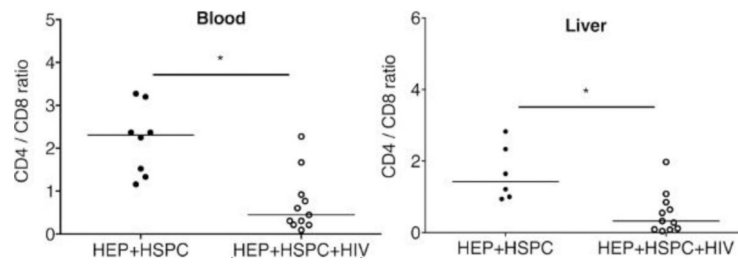 Blood
CD4 / CD8 ratio
5
4
3
2
1
0
*
HEP+HSPC
HEP+HSPC+HIV
Liver
CD4 / CD8 ratio
6
4
2
0
*
HEP+HSPC
HEP+HSPC+HIV